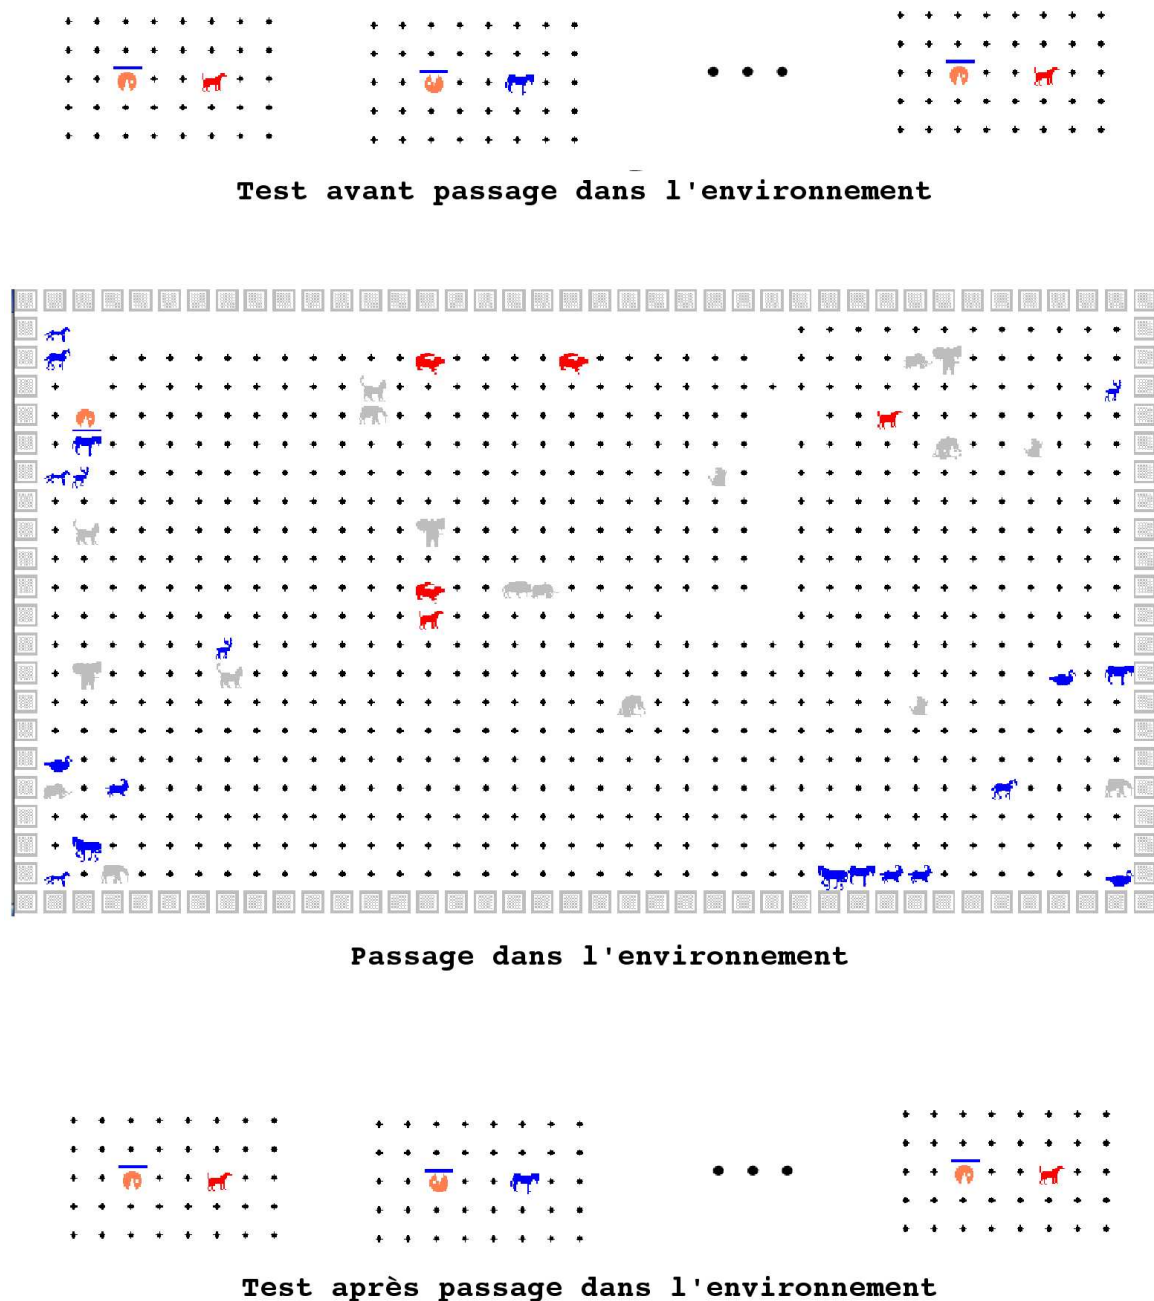 Test avant passage dans l'environnement
Passage dans l'environnement
Test après passage dans l'environnement